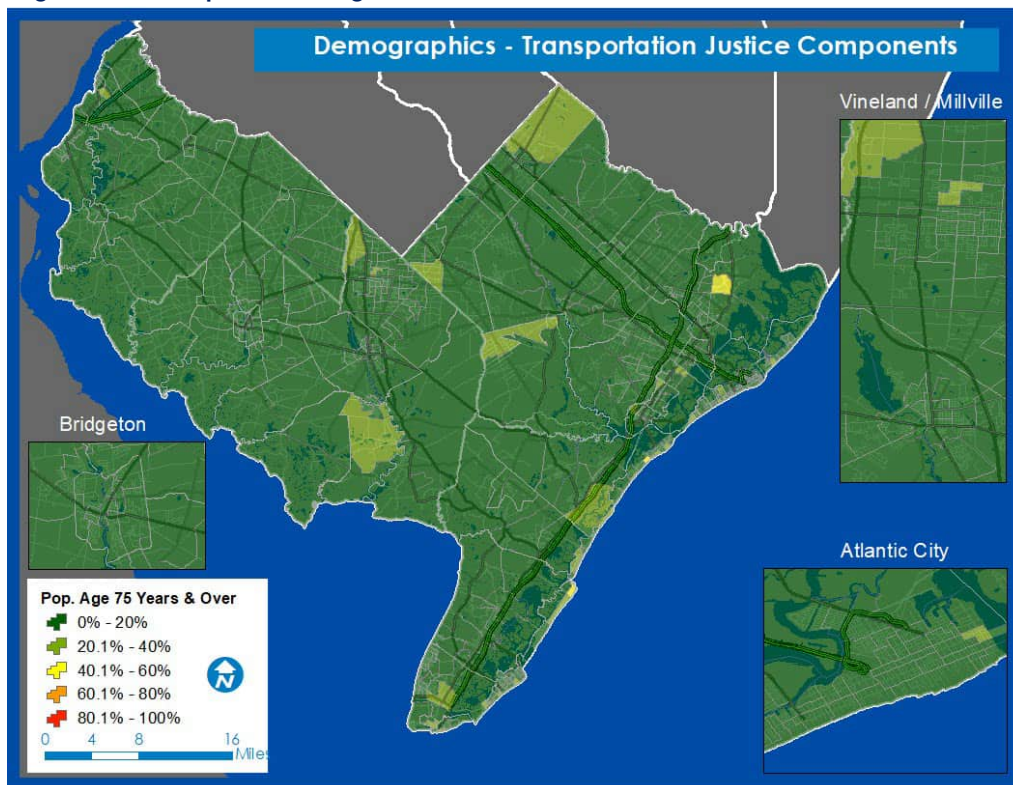 Demographics - Transportation Justice Components
Vineland / Millville
Bridgeton
Atlantic City
Pop. Age 75 Years & Over
0% - 20%
20.1% - 40%
40.1% - 60%
60.1% - 80%
80.1% - 100%
N
0 4 8 16
Miles